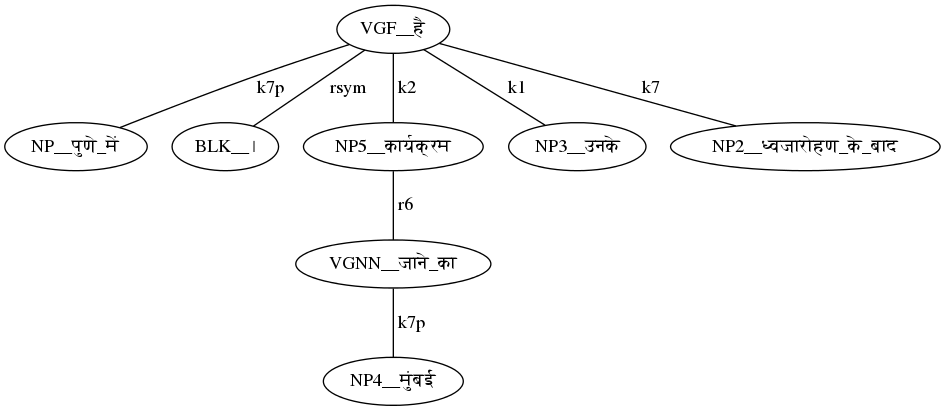 VGF__है
k7p rsym k2 k1 k7
NP__पुणे_में BLK__। NP5__कार्यक्रम NP3__उनके NP2__ध्वजारोहण_के_बाद
r6
VGNN__जाने_का
k7p
NP4__मुंबई